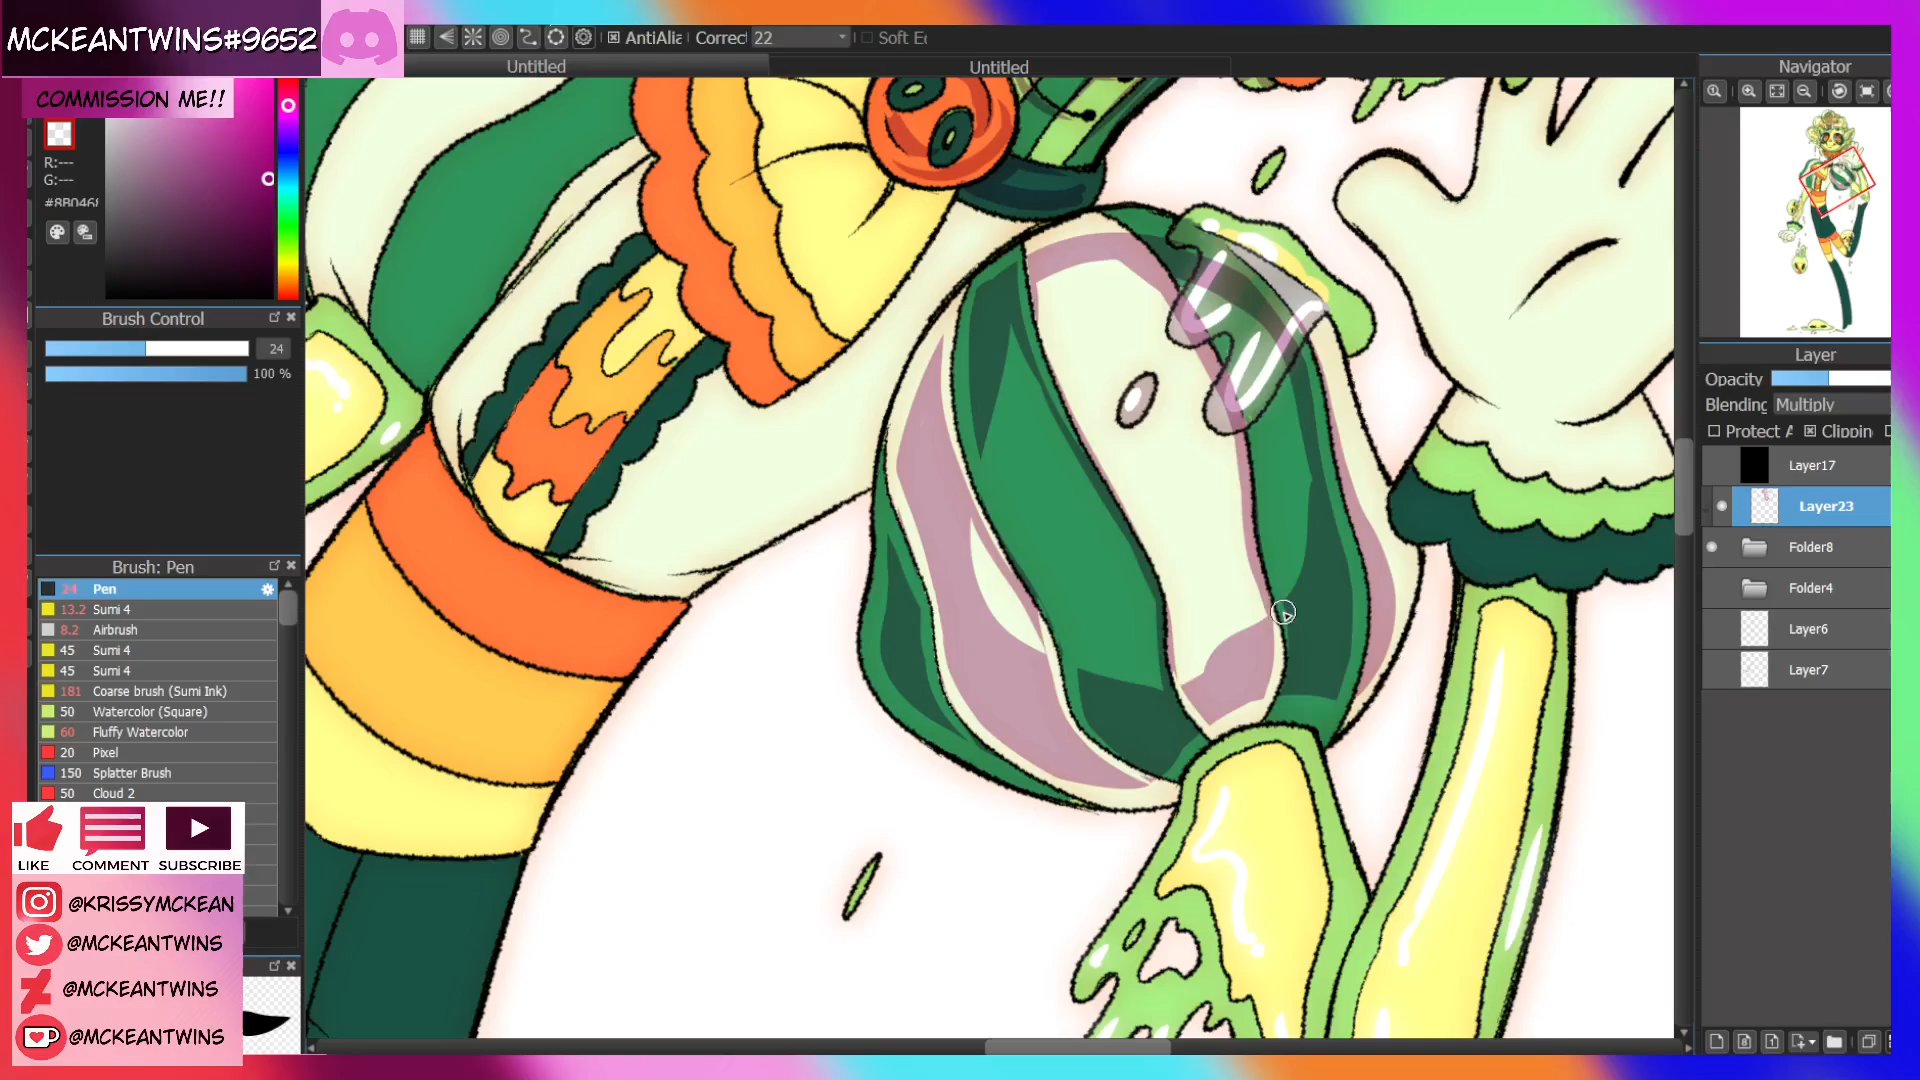 MCKEANTWINS#9652
COMMISSION ME!!
AntiAlia
Correct
22
Soft E
Untitled
Untitled
Navigator
R:---
G:---
Brush Control
24
100 %
Brush: Pen
24 Pen
13.2 Sumi 4
8.2 Airbrush
45 Sumi 4
45 Sumi 4
181 Coarse brush (Sumi Ink)
50 Watercolor (Square)
60 Fluffy Watercolor
20 Pixel
150 Splatter Brush
50 Cloud 2
LIKE
COMMENT
SUBSCRIBE
@KRISSYMCKEAN
@MCKEANTWINS
@MCKEANTWINS
@MCKEANTWINS
Layer
Opacity
Blending
Multiply
Protect A
Clippin
Layer17
Layer23
Folder8
Folder4
Layer6
Layer7